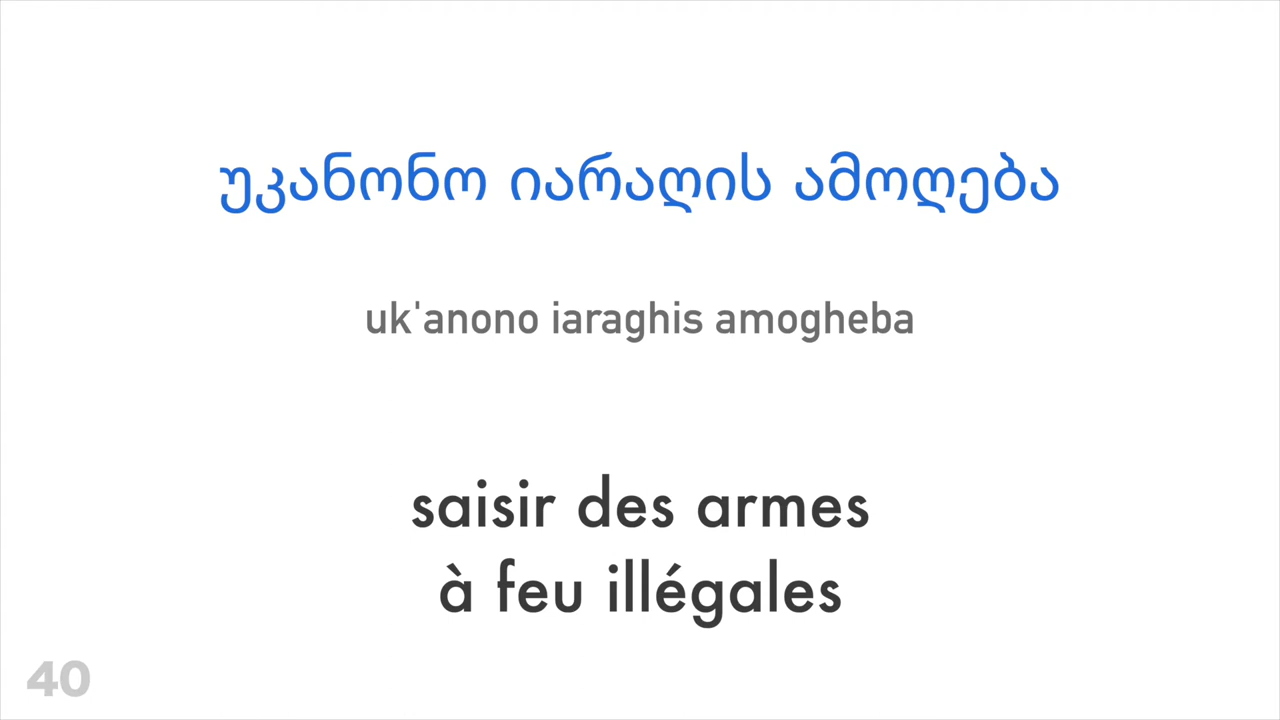 უკანონო იარაღის ამოღება
uk'anono iaraghis amogheba
saisir des armes
à feu illégales
40